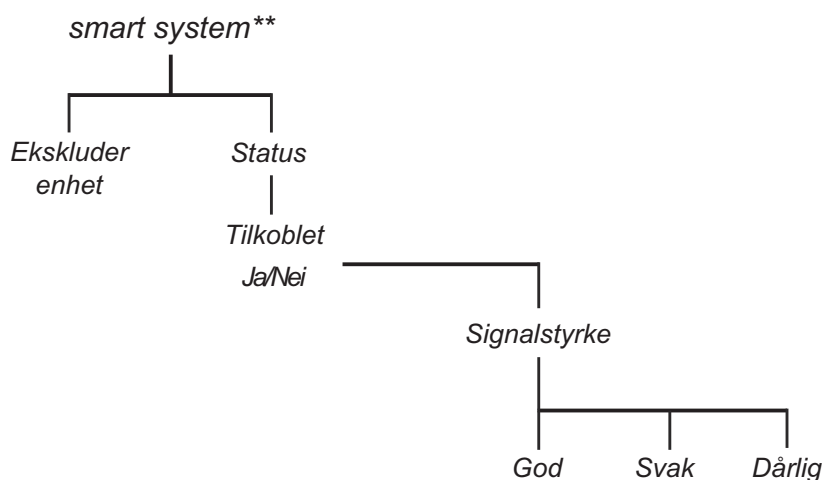 smart system**
Ekskluder
enhet
Status
Tilkoblet
Ja/Nei
Signalstyrke
God
Svak
Dårlig